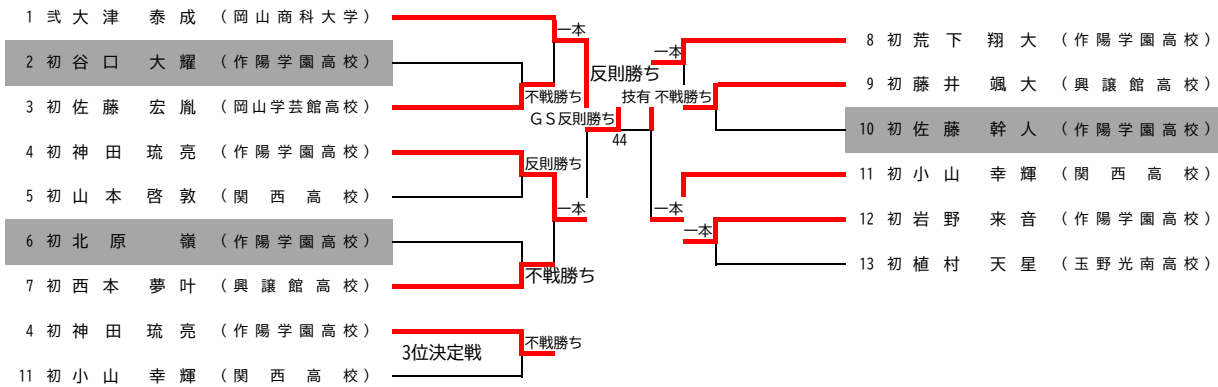 1 弐 大津 泰成 (岡山商科大学)
2 初 谷口 大耀 (作陽学園高校)
3 初 佐藤 宏胤 (岡山学芸館高校)
4 初 神田 琉亮 (作陽学園高校)
5 初 山本 啓敦 (関西高校)
6 初 北原 嶺 (作陽学園高校)
7 初 西本 夢叶 (興譲館高校)
4 初 神田 琉亮 (作陽学園高校)
11 初 小山 幸輝 (関西高校)
3位決定戦
不戦勝ち
一本
不戦勝ち
反則勝ち
一本
不戦勝ち
反則勝ち
GS反則勝ち
44
技有
一本
不戦勝ち
一本
一本
8 初 荒下 翔大 (作陽学園高校)
9 初 藤井 颯大 (興譲館高校)
10 初 佐藤 幹人 (作陽学園高校)
11 初 小山 幸輝 (関西高校)
12 初 岩野 来音 (作陽学園高校)
13 初 植村 天星 (玉野光南高校)